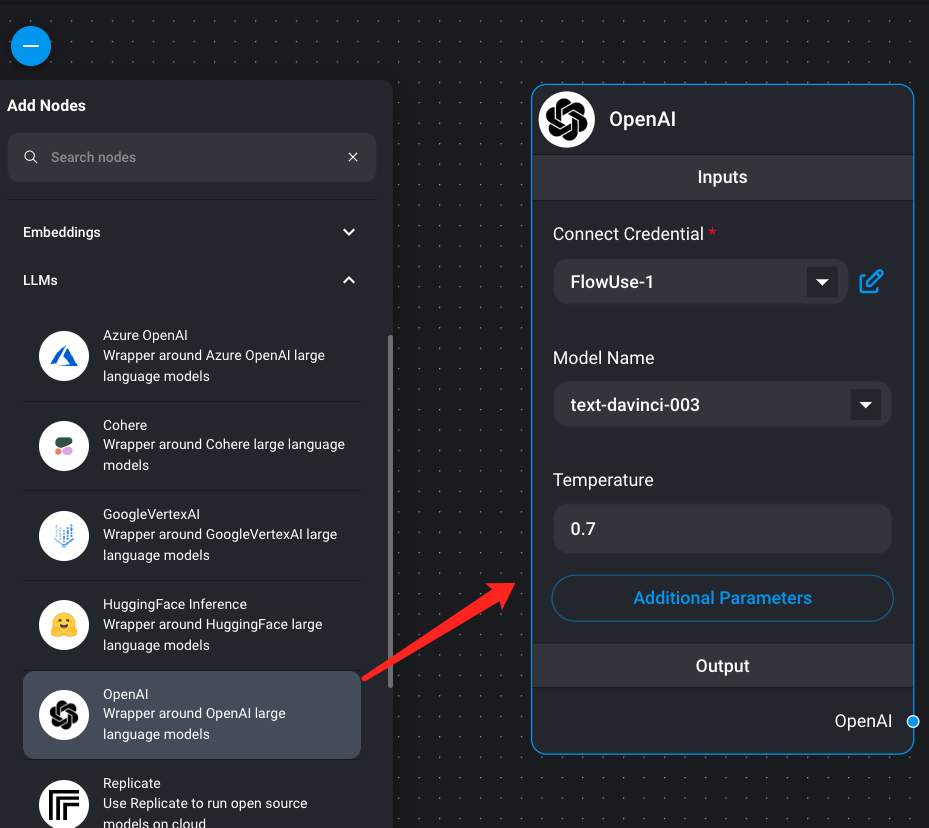 Add Nodes
Search nodes
Embeddings
LLMs
Azure OpenAI
Wrapper around Azure OpenAI large
language models
Cohere
Wrapper around Cohere large language
models
GoogleVertexAI
Wrapper around GoogleVertexAI large
language models
HuggingFace Inference
Wrapper around HuggingFace large
language models
OpenAI
Wrapper around OpenAI large
language models
Replicate
Use Replicate to run open source
models on cloud
OpenAI
Inputs
Connect Credential *
FlowUse-1
Model Name
text-davinci-003
Temperature
0.7
Additional Parameters
Output
OpenAI